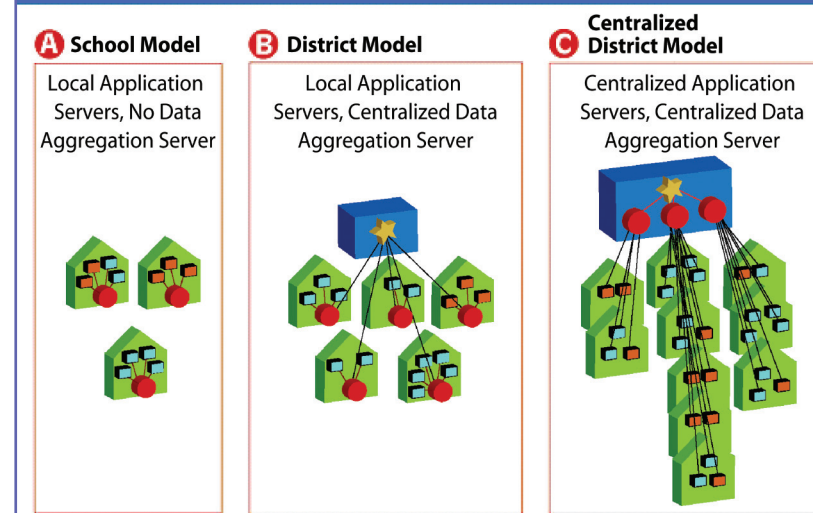 A School Model
Local Application
Servers, No Data
Aggregation Server
B District Model
Local Application
Servers, Centralized Data
Aggregation Server
C Centralized
District Model
Centralized Application
Servers, Centralized Data
Aggregation Server